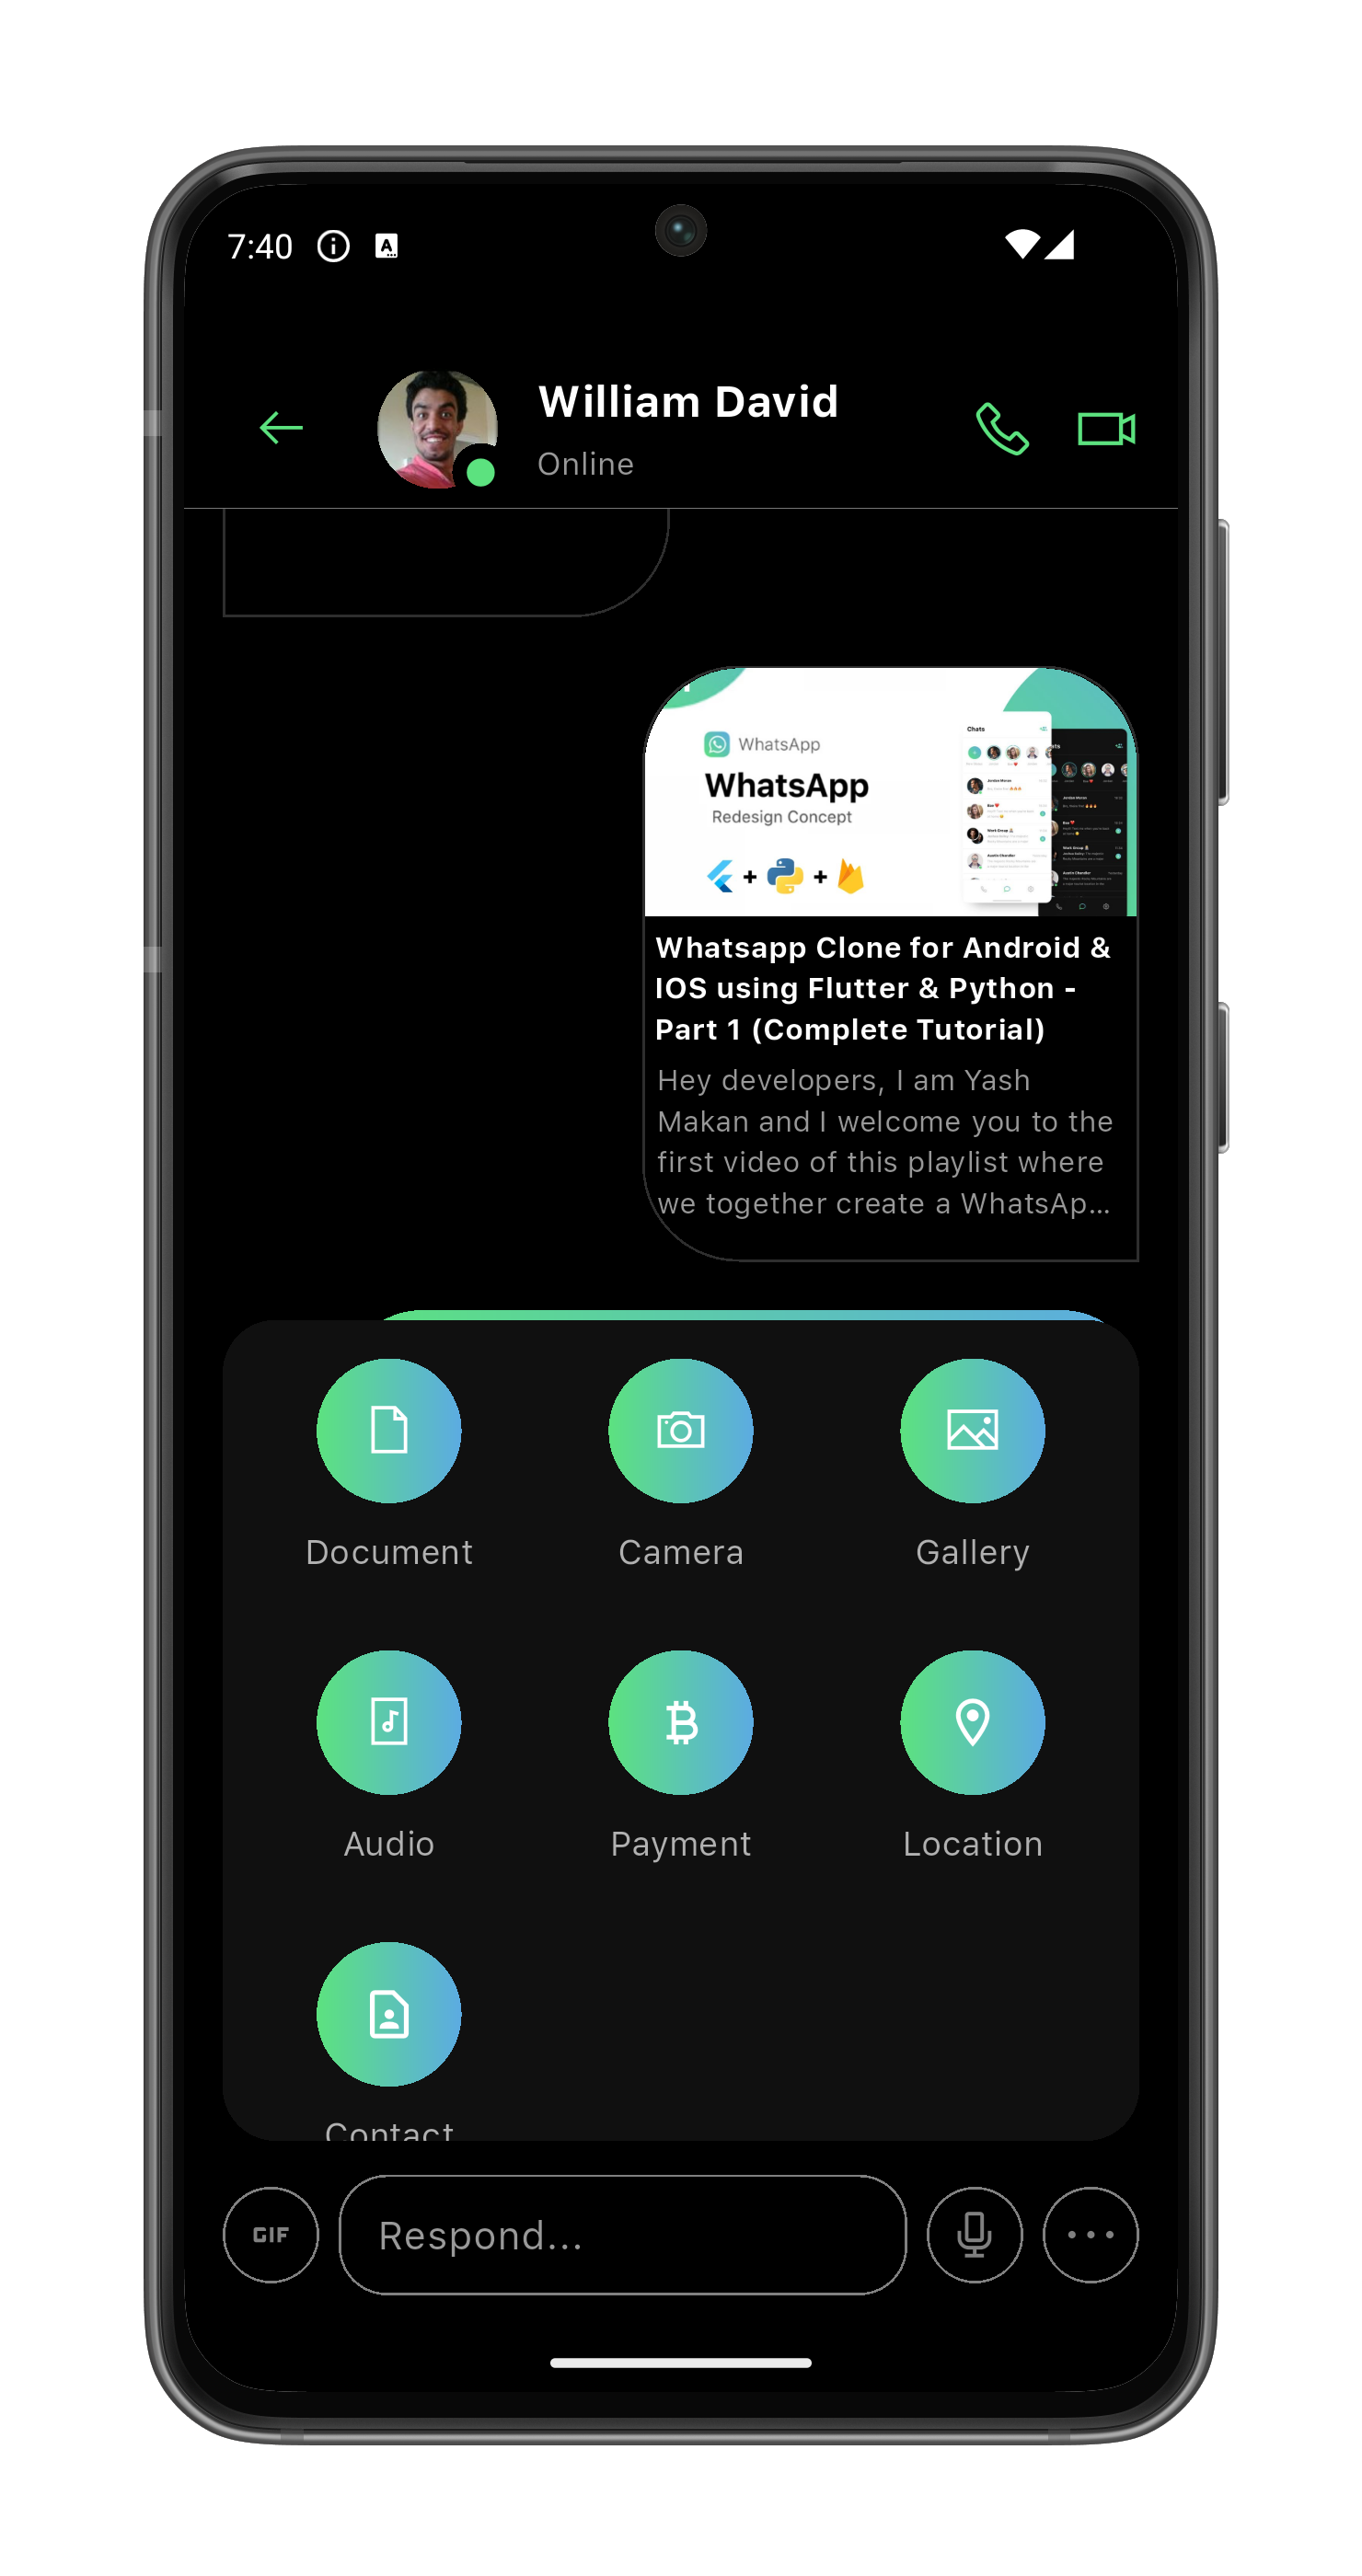 7:40
William David
Online
WhatsApp
WhatsApp
Redesign Concept
+ +
Chats
Whatsapp Clone for Android &
IOS using Flutter & Python -
Part 1 (Complete Tutorial)
Hey developers, I am Yash
Makan and I welcome you to the
first video of this playlist where
we together create a WhatsAp...
Document Camera Gallery
Audio Payment Location
Contact
GIF Respond...